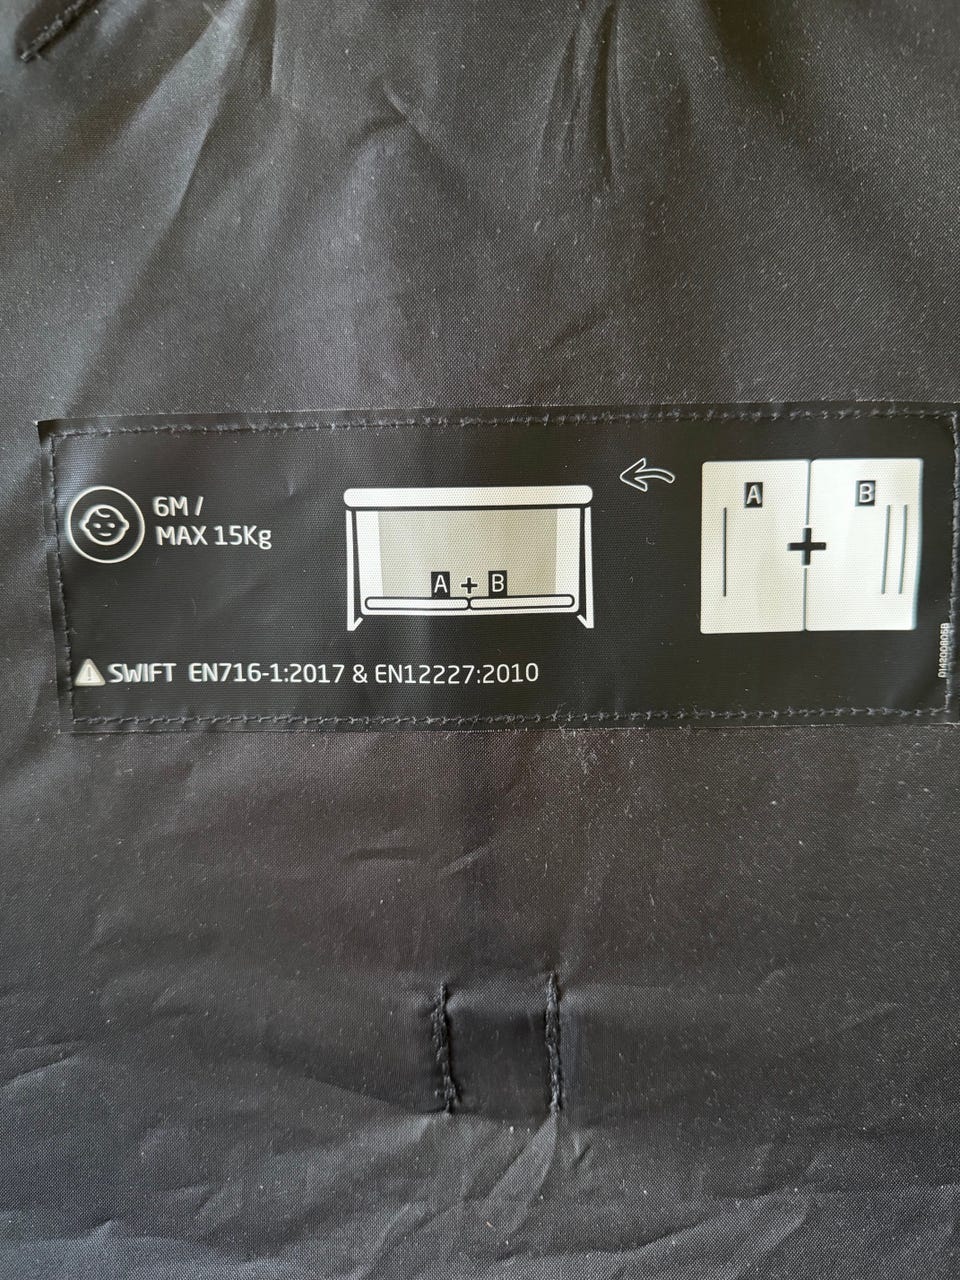 6M /
MAX 15Kg
A + B
A B
+
SWIFT EN716-1:2017 & EN12227:2010